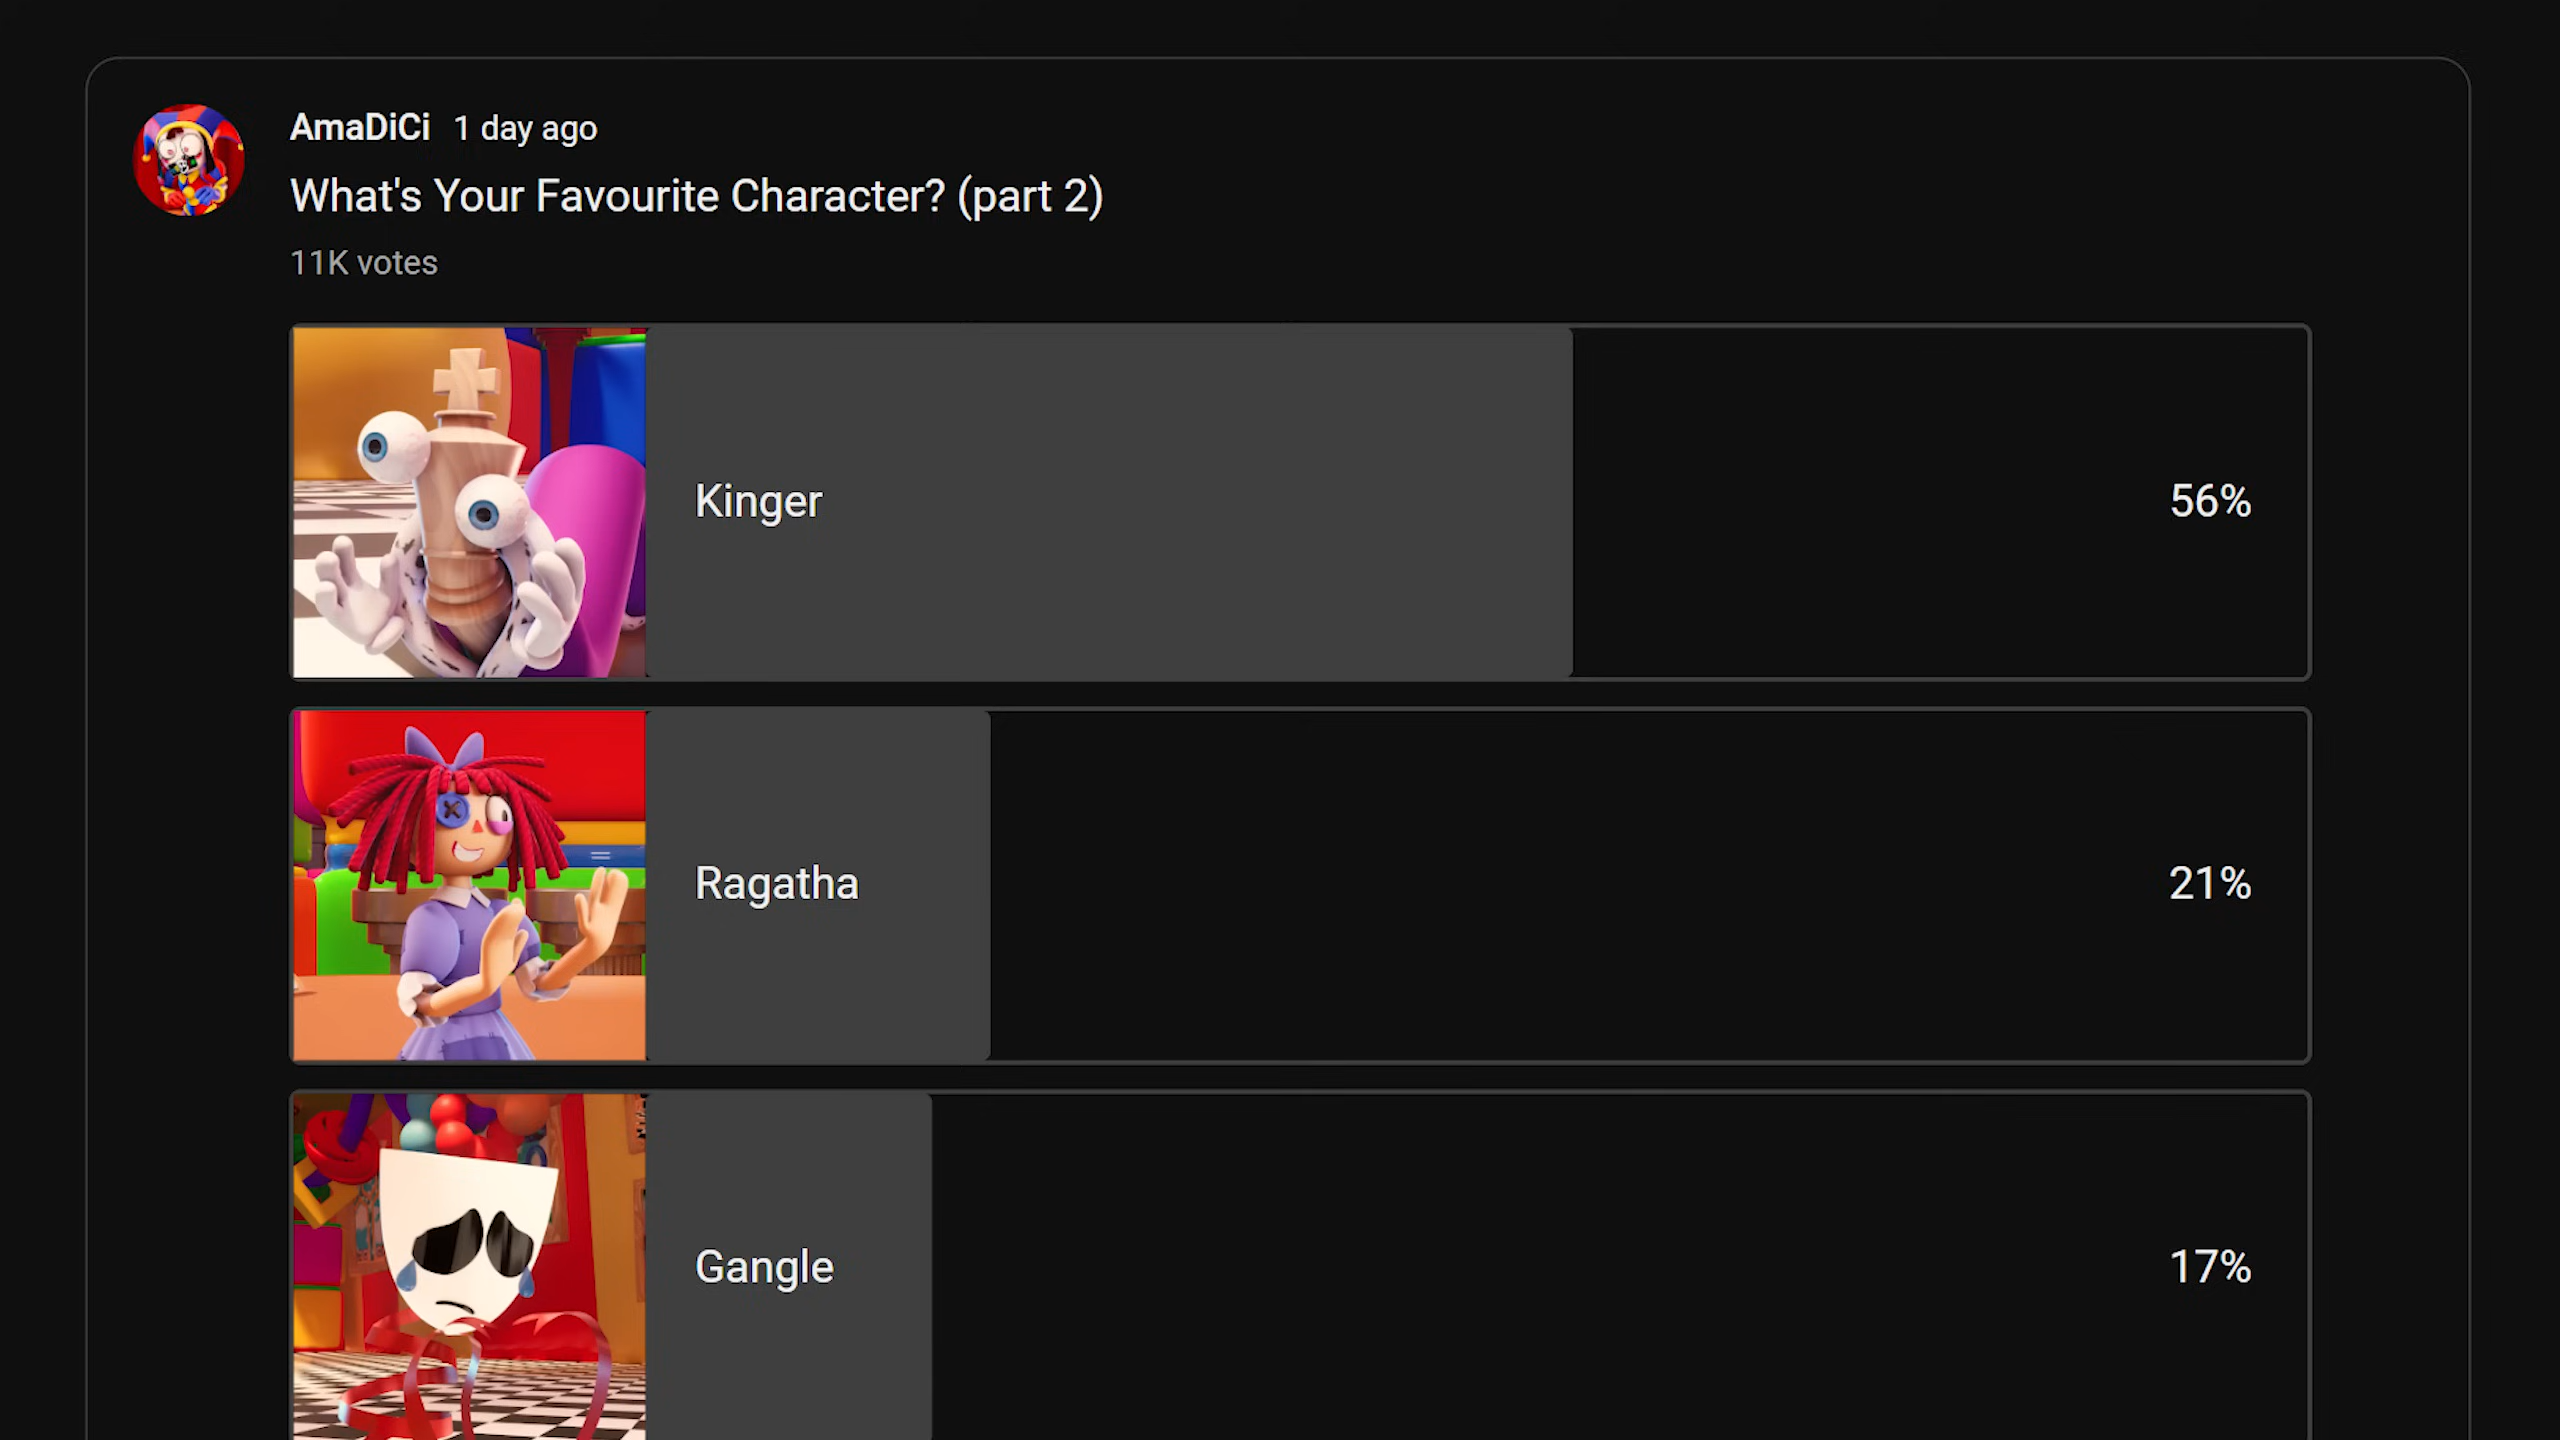 AmaDiCi 1 day ago
What's Your Favourite Character? (part 2)
11K votes
Kinger 56%
Ragatha 21%
Gangle 17%